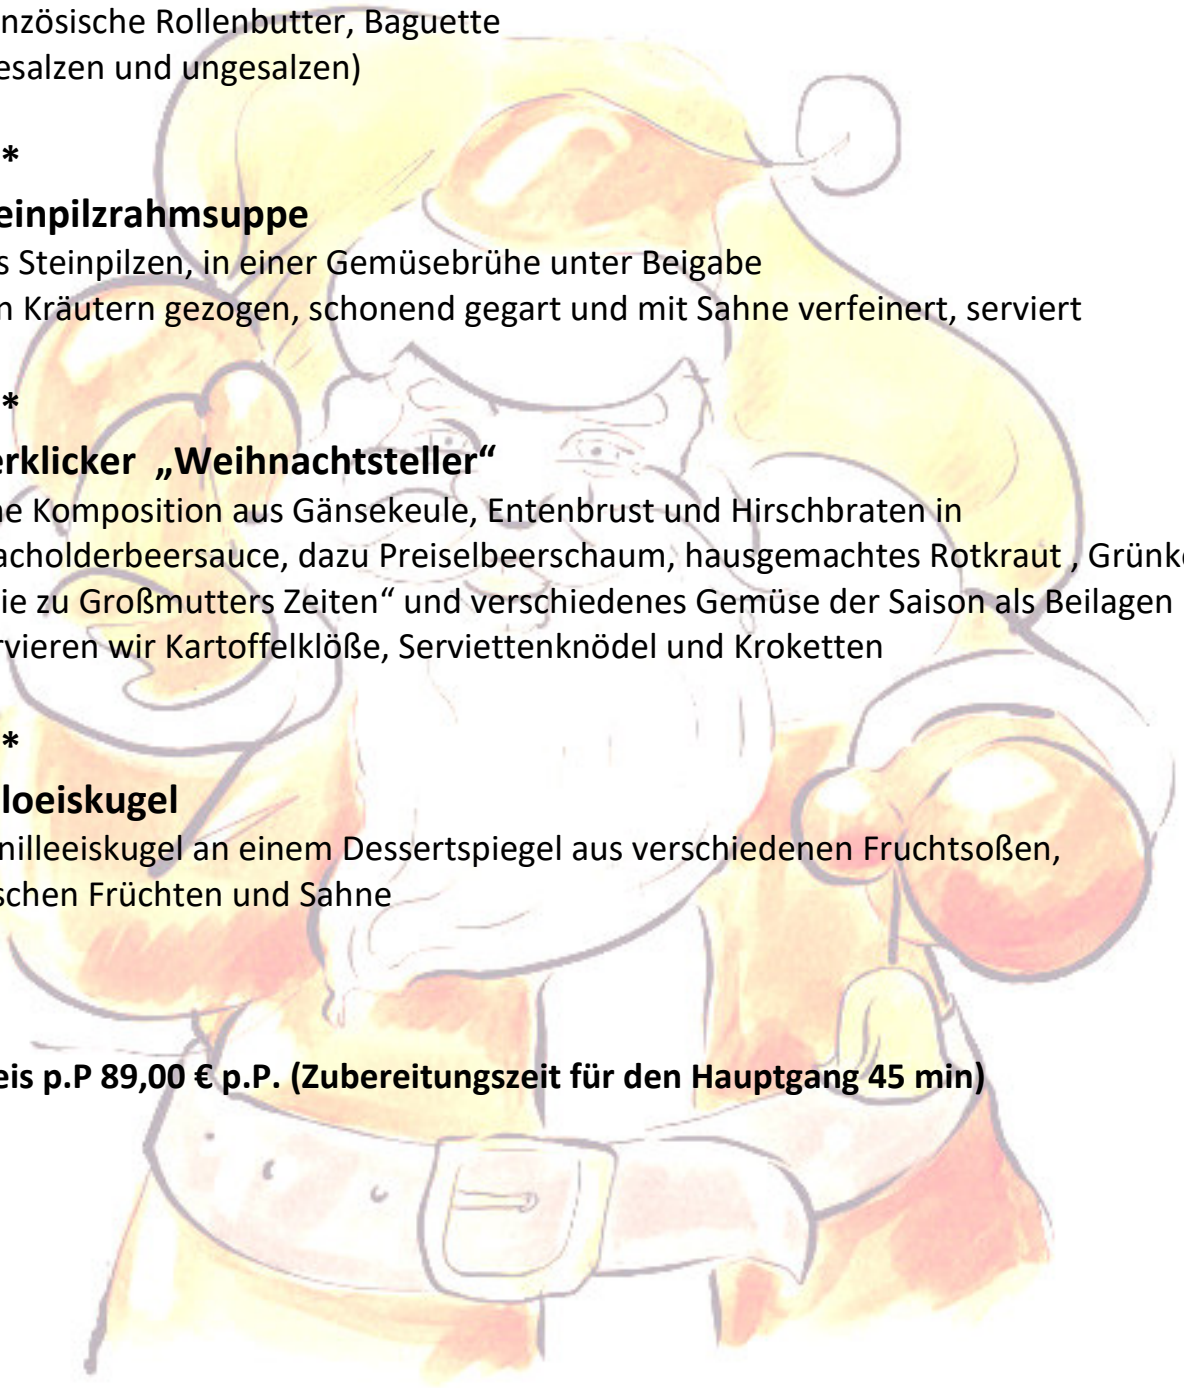 nzösische Rollenbutter, Baguette
esalzen und ungesalzen)
*
einpilzrahmsuppe
s Steinpilzen, in einer Gemüsebrühe unter Beigabe
n Kräutern gezogen, schonend gegart und mit Sahne verfeinert, serviert
*
erklicker „Weihnachtsteller“
ne Komposition aus Gänsekeule, Entenbrust und Hirschbraten in
acholderbeersauce, dazu Preiselbeerschaum, hausgemachtes Rotkraut , Grünk
ie zu Großmutters Zeiten“ und verschiedenes Gemüse der Saison als Beilagen
rvieren wir Kartoffelklöße, Serviettenknödel und Kroketten
*
loeiskugel
nilleeiskugel an einem Dessertspiegel aus verschiedenen Fruchtsoßen,
schen Früchten und Sahne
eis p.P 89,00 € p.P. (Zubereitungszeit für den Hauptgang 45 min)